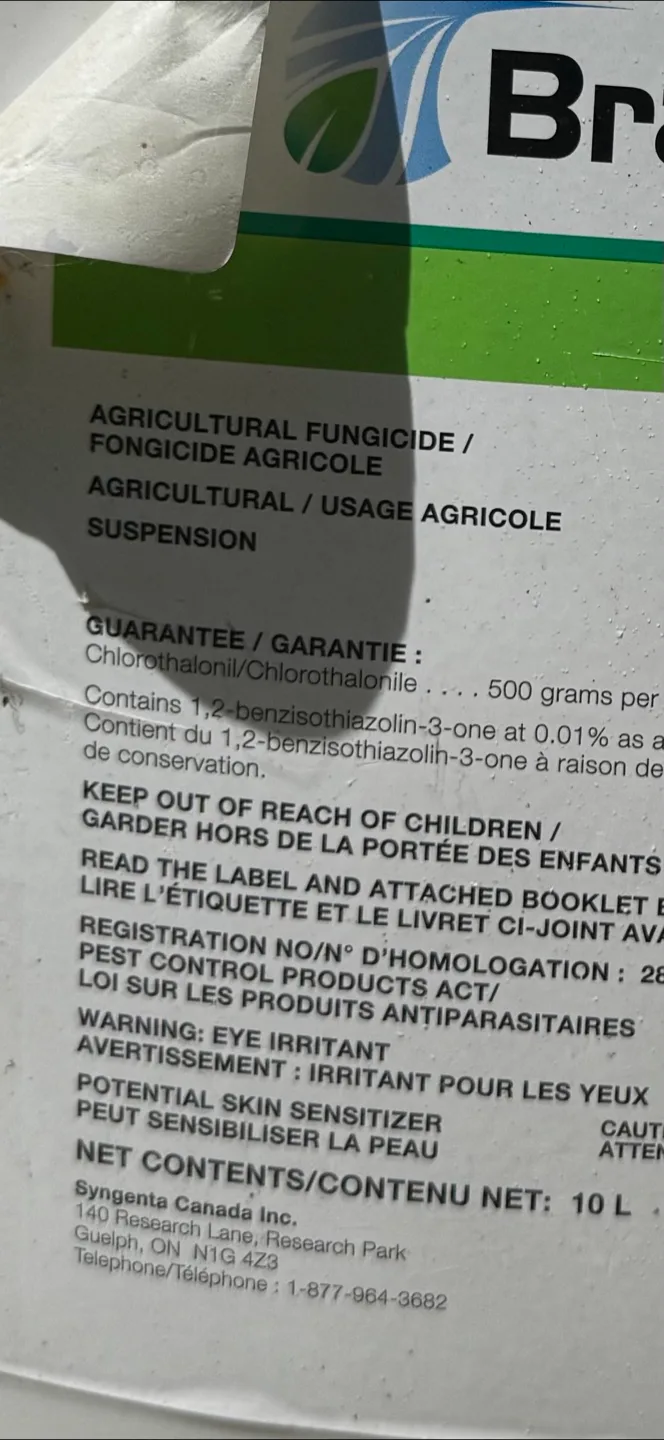 Bra
AGRICULTURAL FUNGICIDE /
FONGICIDE AGRICOLE
AGRICULTURAL / USAGE AGRICOLE
SUSPENSION
GUARANTEE / GARANTIE :
Chlorothalonil/Chlorothalonile . . . . 500 grams per
Contains 1,2-benzisothiazolin-3-one at 0.01% as a
Contient du 1,2-benzisothiazolin-3-one à raison de
de conservation.
KEEP OUT OF REACH OF CHILDREN /
GARDER HORS DE LA PORTÉE DES ENFANTS
READ THE LABEL AND ATTACHED BOOKLET
LIRE L'ÉTIQUETTE ET LE LIVRET CI-JOINT AVA
REGISTRATION NO/N° D'HOMOLOGATION : 28
PEST CONTROL PRODUCTS ACT/
LOI SUR LES PRODUITS ANTIPARASITAIRES
WARNING: EYE IRRITANT
AVERTISSEMENT : IRRITANT POUR LES YEUX
POTENTIAL SKIN SENSITIZER
PEUT SENSIBILISER LA PEAU
CAUTI
ATTEN
NET CONTENTS/CONTENU NET: 10 L
Syngenta Canada Inc.
140 Research Lane, Research Park
Guelph, ON N1G 4Z3
Telephone/Téléphone : 1-877-964-3682